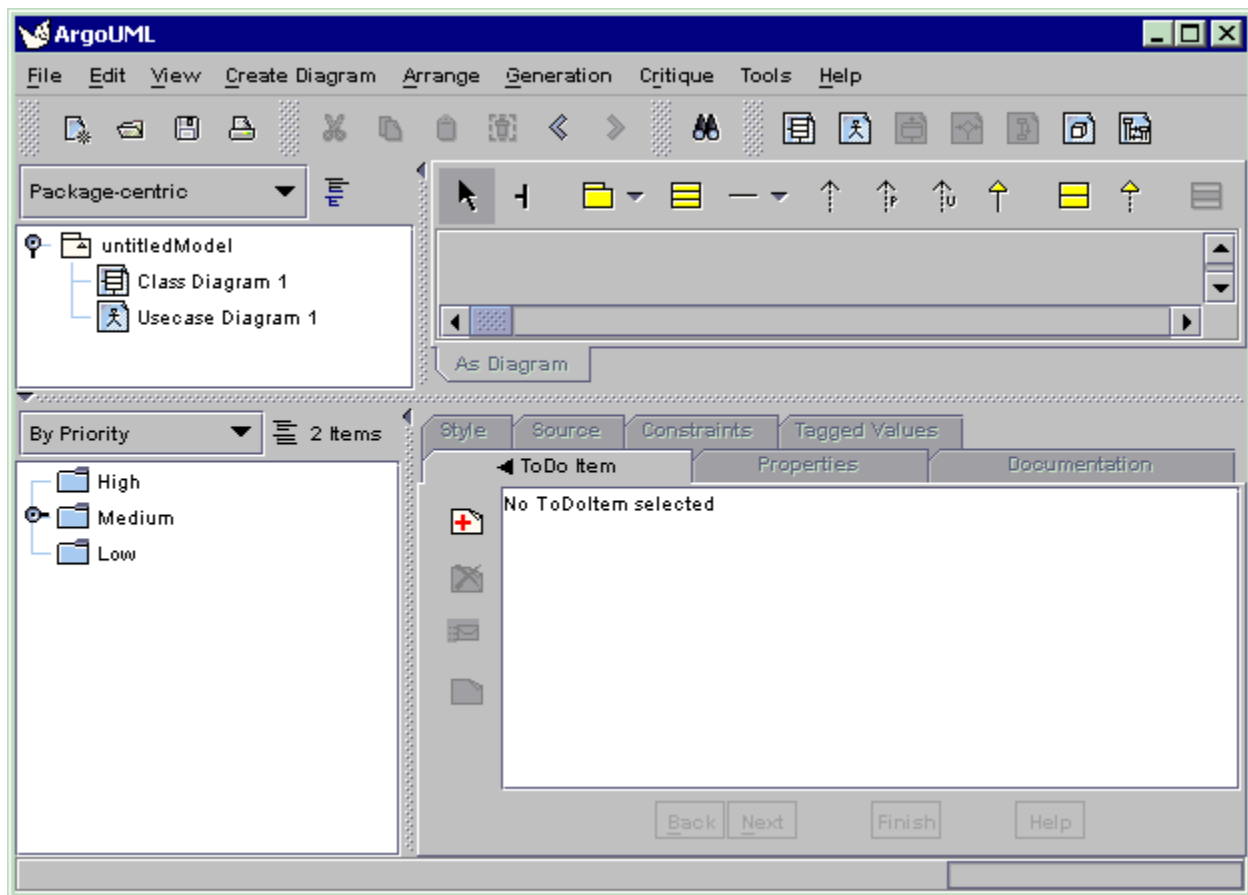 ArgoUML
File Edit View Create Diagram Arrange Generation Critique Tools Help
Package-centric
untitledModel
Class Diagram 1
Usecase Diagram 1
P
U
As Diagram
By Priority
2 Items
High
Medium
Low
Style Source Constraints Tagged Values
ToDo Item Properties Documentation
No ToDoItem selected
Back Next Finish Help